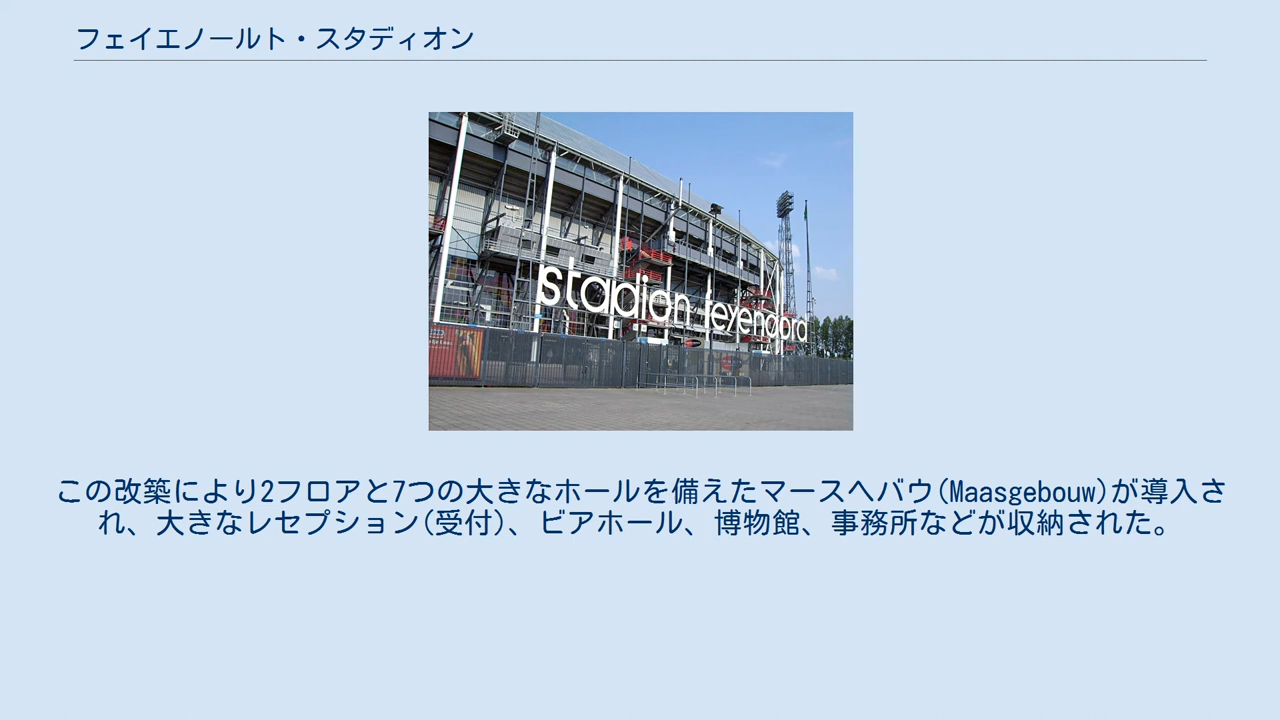 フェイエノールト・スタディオン
stadion feyenoord
この改築により2フロアと7つの大きなホールを備えたマースヘバウ(Maasgebouw)が導入さ
れ、大きなレセプション(受付)、ビアホール、博物館、事務所などが収納された。